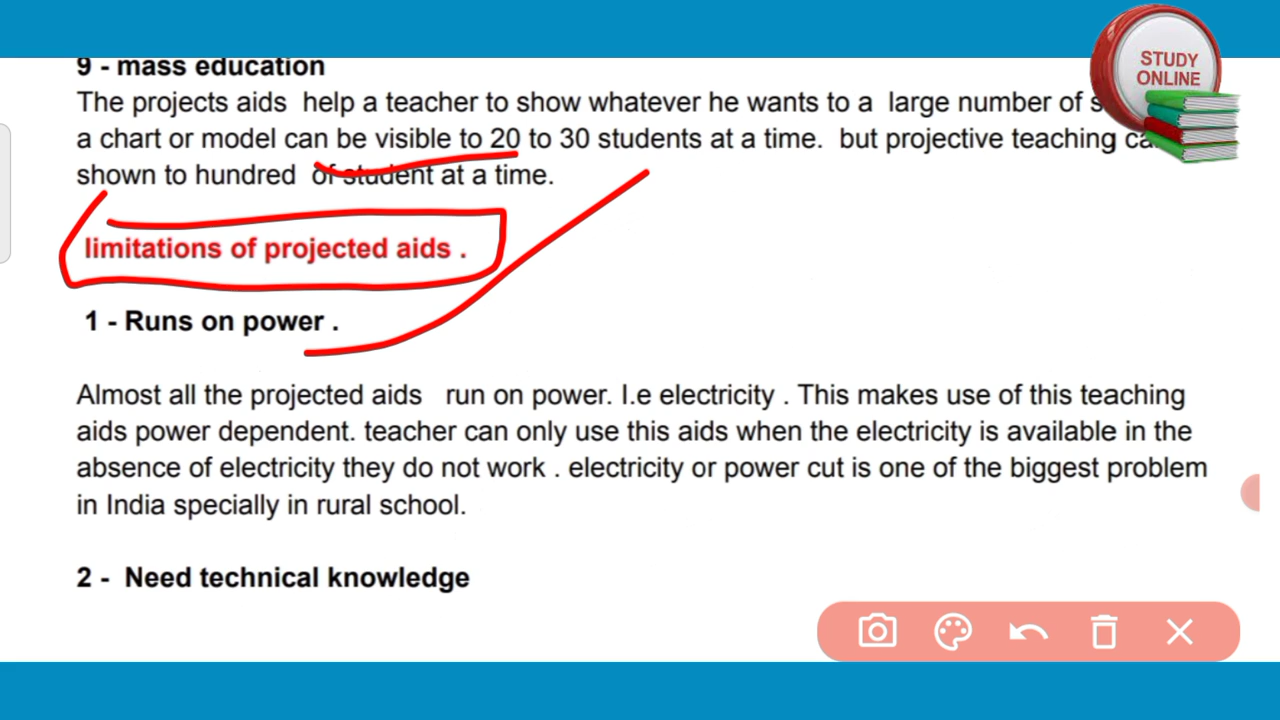 9 - mass education
The projects aids help a teacher to show whatever he wants to a large number of
a chart or model can be visible to 20 to 30 students at a time. but projective teaching
shown to hundred of student at a time.
limitations of projected aids .
1 - Runs on power .
Almost all the projected aids run on power. I.e electricity . This makes use of this teaching
aids power dependent. teacher can only use this aids when the electricity is available in the
absence of electricity they do not work . electricity or power cut is one of the biggest problem
in India specially in rural school.
2 - Need technical knowledge
STUDY
ONLINE